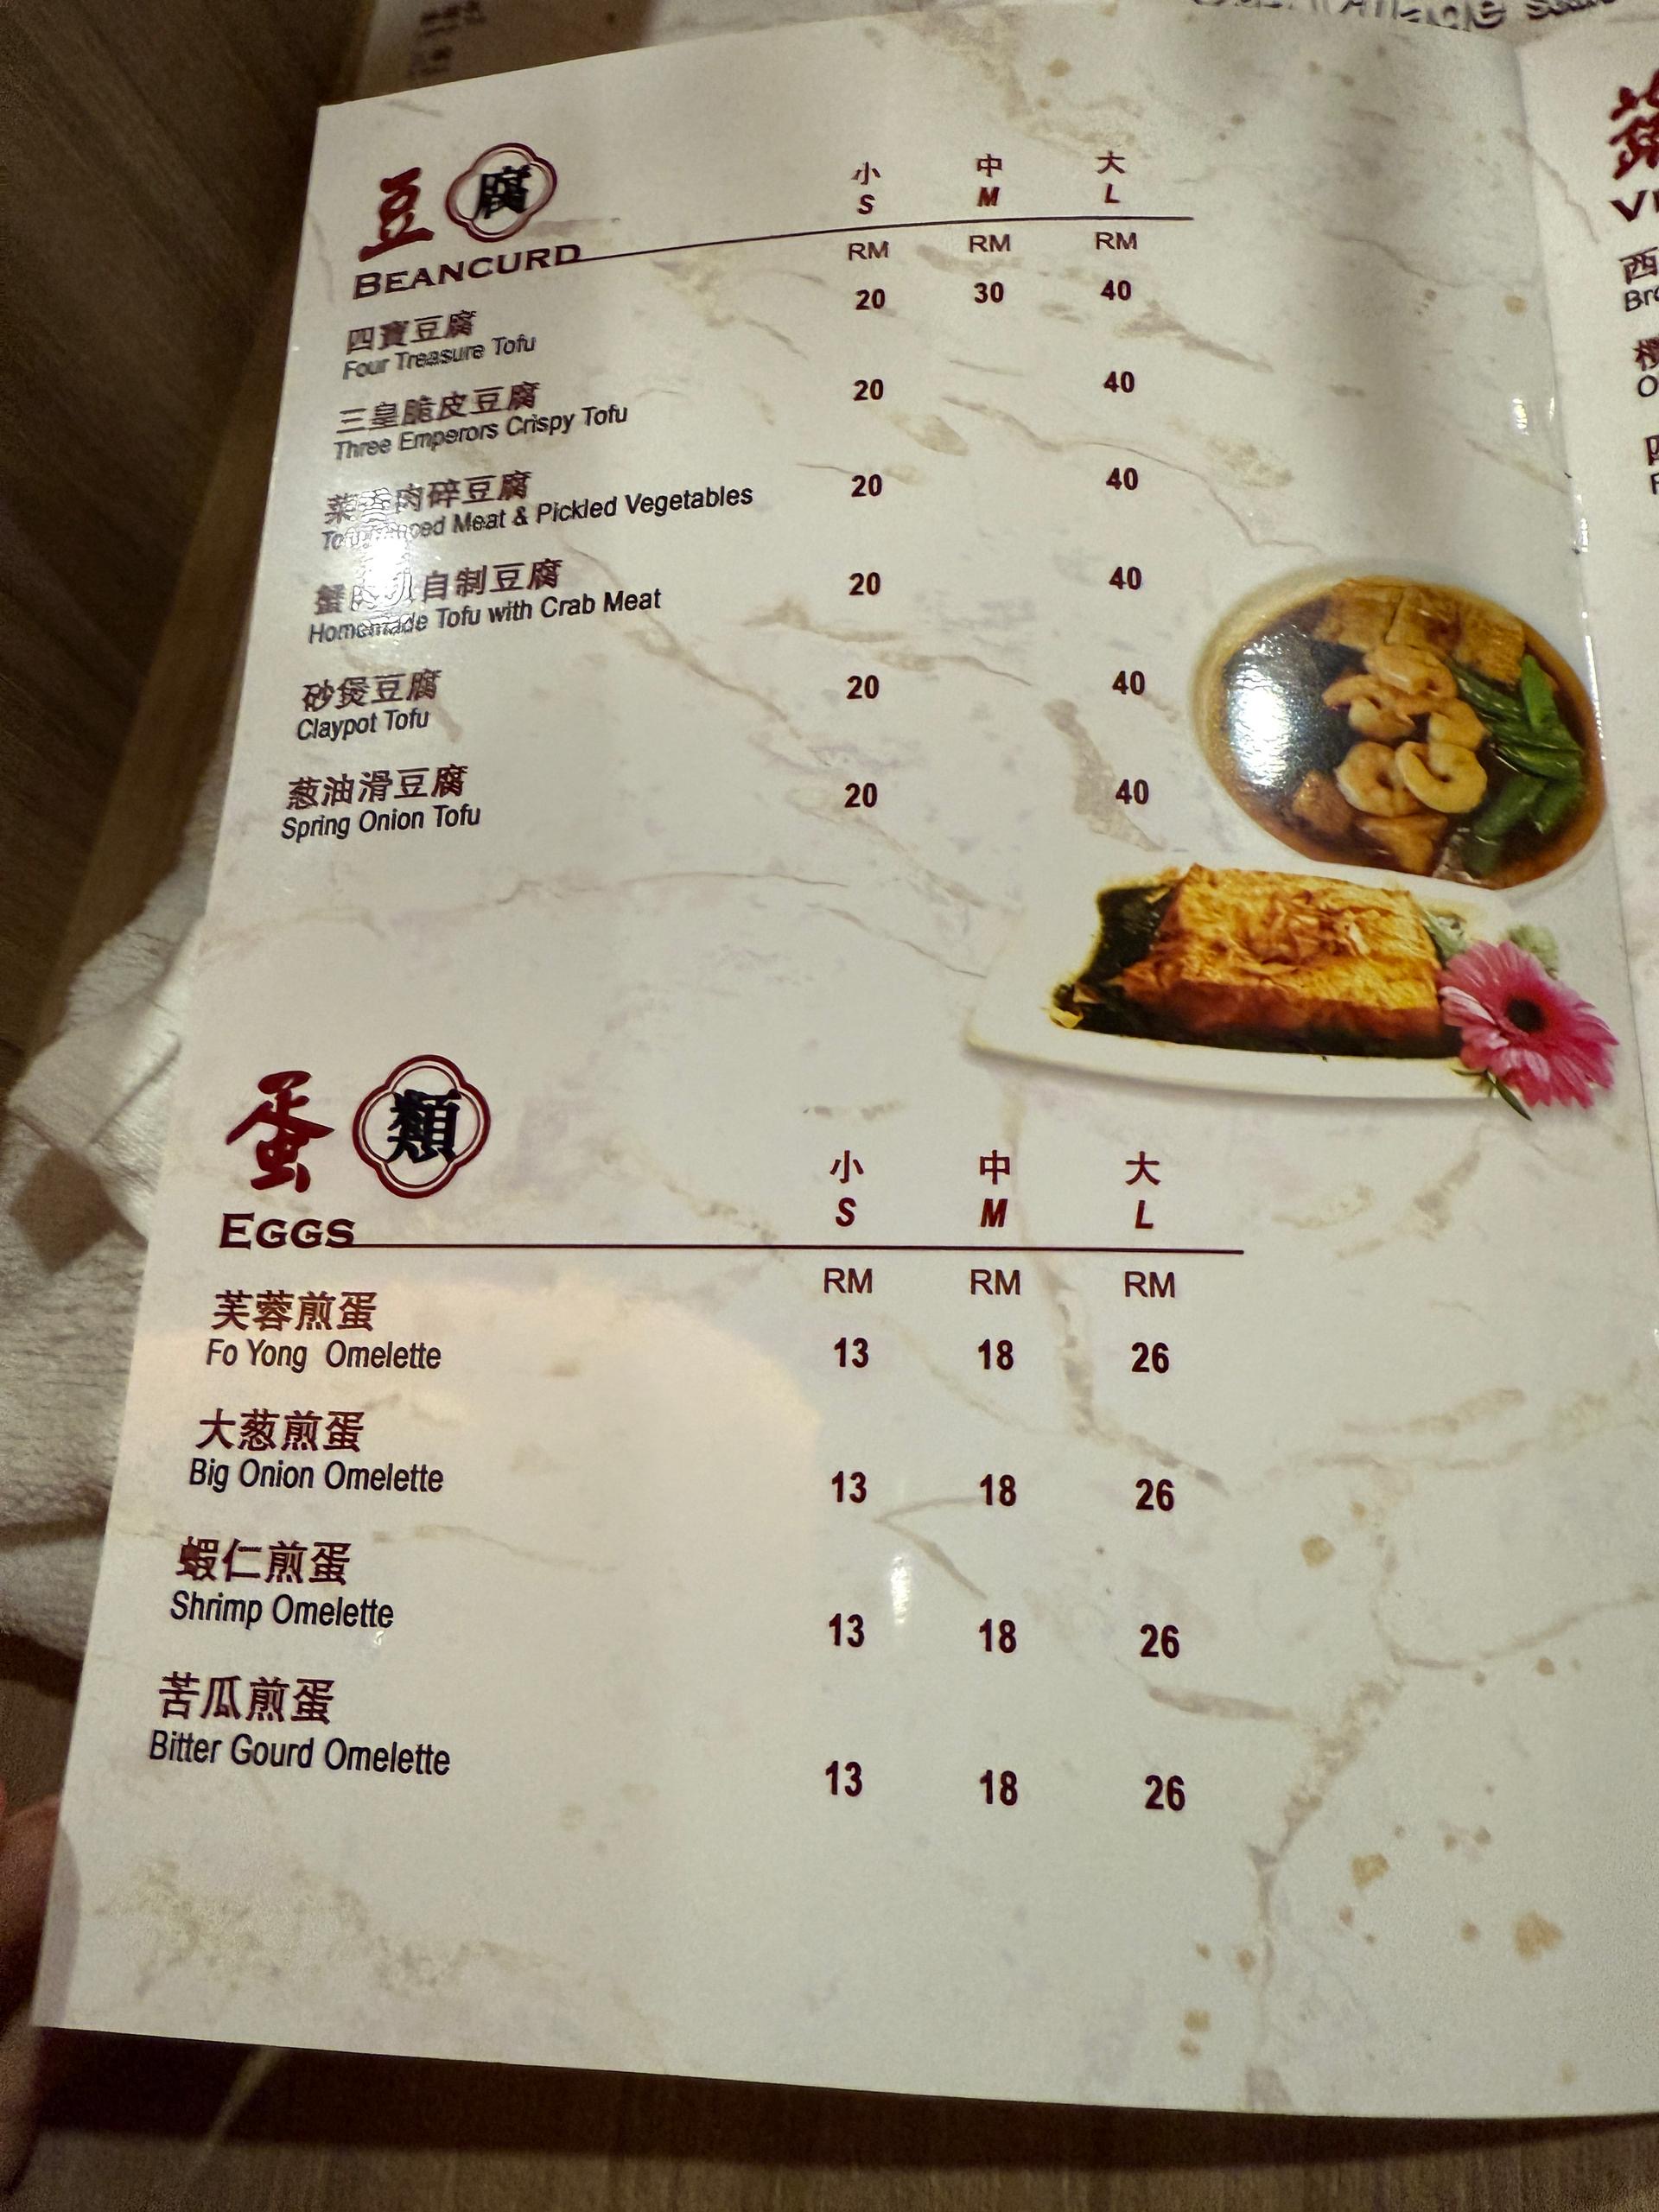 豆腐
BEANCURD
小 中 大
S M L
RM RM RM
四寶豆腐
Four Treasure Tofu
20 30 40
三皇脆皮豆腐
Three Emperors Crispy Tofu
20 40
菜香肉碎豆腐
Meat & Pickled Vegetables
20 40
蟹 自制豆腐
Homemade Tofu with Crab Meat
20 40
砂煲豆腐
Claypot Tofu
20 40
葱油滑豆腐
Spring Onion Tofu
20 40
蛋類
EGGS
小 中 大
S M L
RM RM RM
芙蓉煎蛋
Fo Yong Omelette
13 18 26
大葱煎蛋
Big Onion Omelette
13 18 26
蝦仁煎蛋
Shrimp Omelette
13 18 26
苦瓜煎蛋
Bitter Gourd Omelette
13 18 26